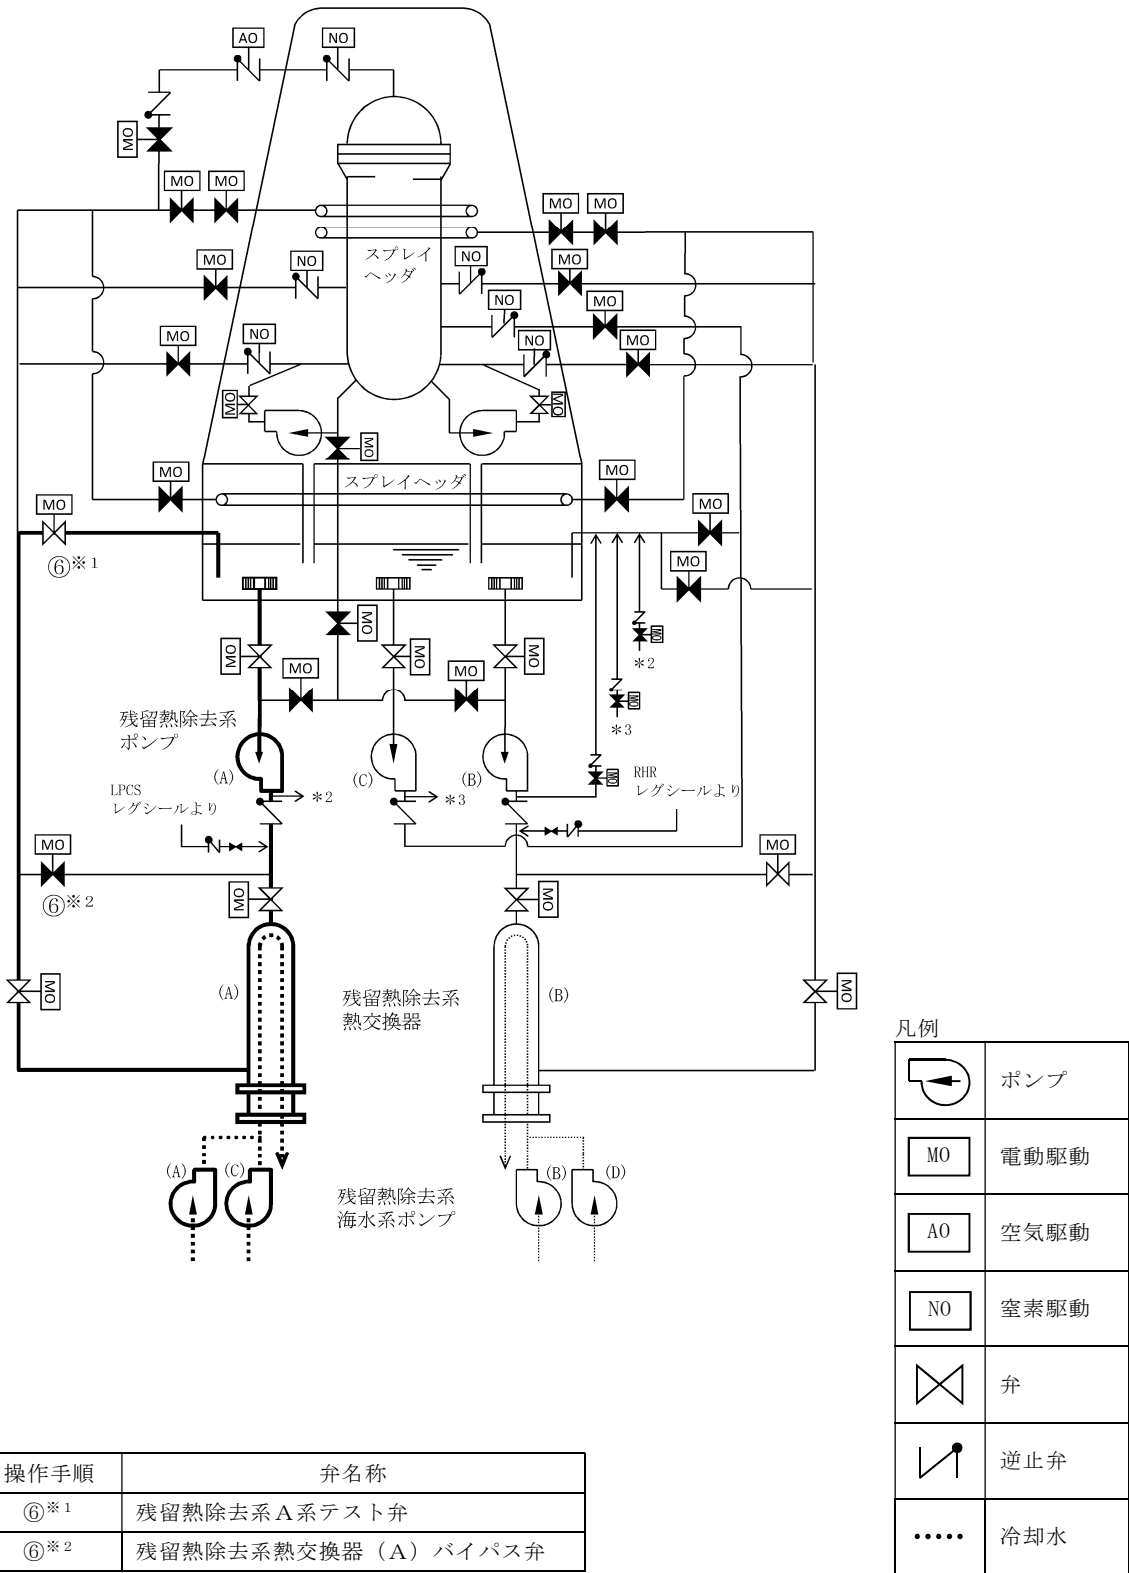 AO
NO
MO
MO
MO
MO
MO
スプレイ
ヘッダ
MO
NO
NO
MO
NO
MO
MO
NO
NO
MO
MO
MO
MO
MO
スプレイヘッダ
MO
MO
MO
MO
⑥※1
MO
MO
MO
MO
MO
MO
*2
MO
MO
MO
*3
残留熱除去系
ポンプ
(A)
(C)
(B)
MO
LPCS
レグシールより
*2
*3
RHR
レグシールより
MO
MO
⑥※2
MO
MO
MO
(A)
残留熱除去系
熱交換器
(B)
MO
(A)
(C)
残留熱除去系
海水系ポンプ
(B)
(D)
凡例
ポンプ
MO 電動駆動
AO 空気駆動
NO 窒素駆動
弁
逆止弁
冷却水
操作手順 弁名称
⑥※1 残留熱除去系A系テスト弁
⑥※2 残留熱除去系熱交換器（A）バイパス弁